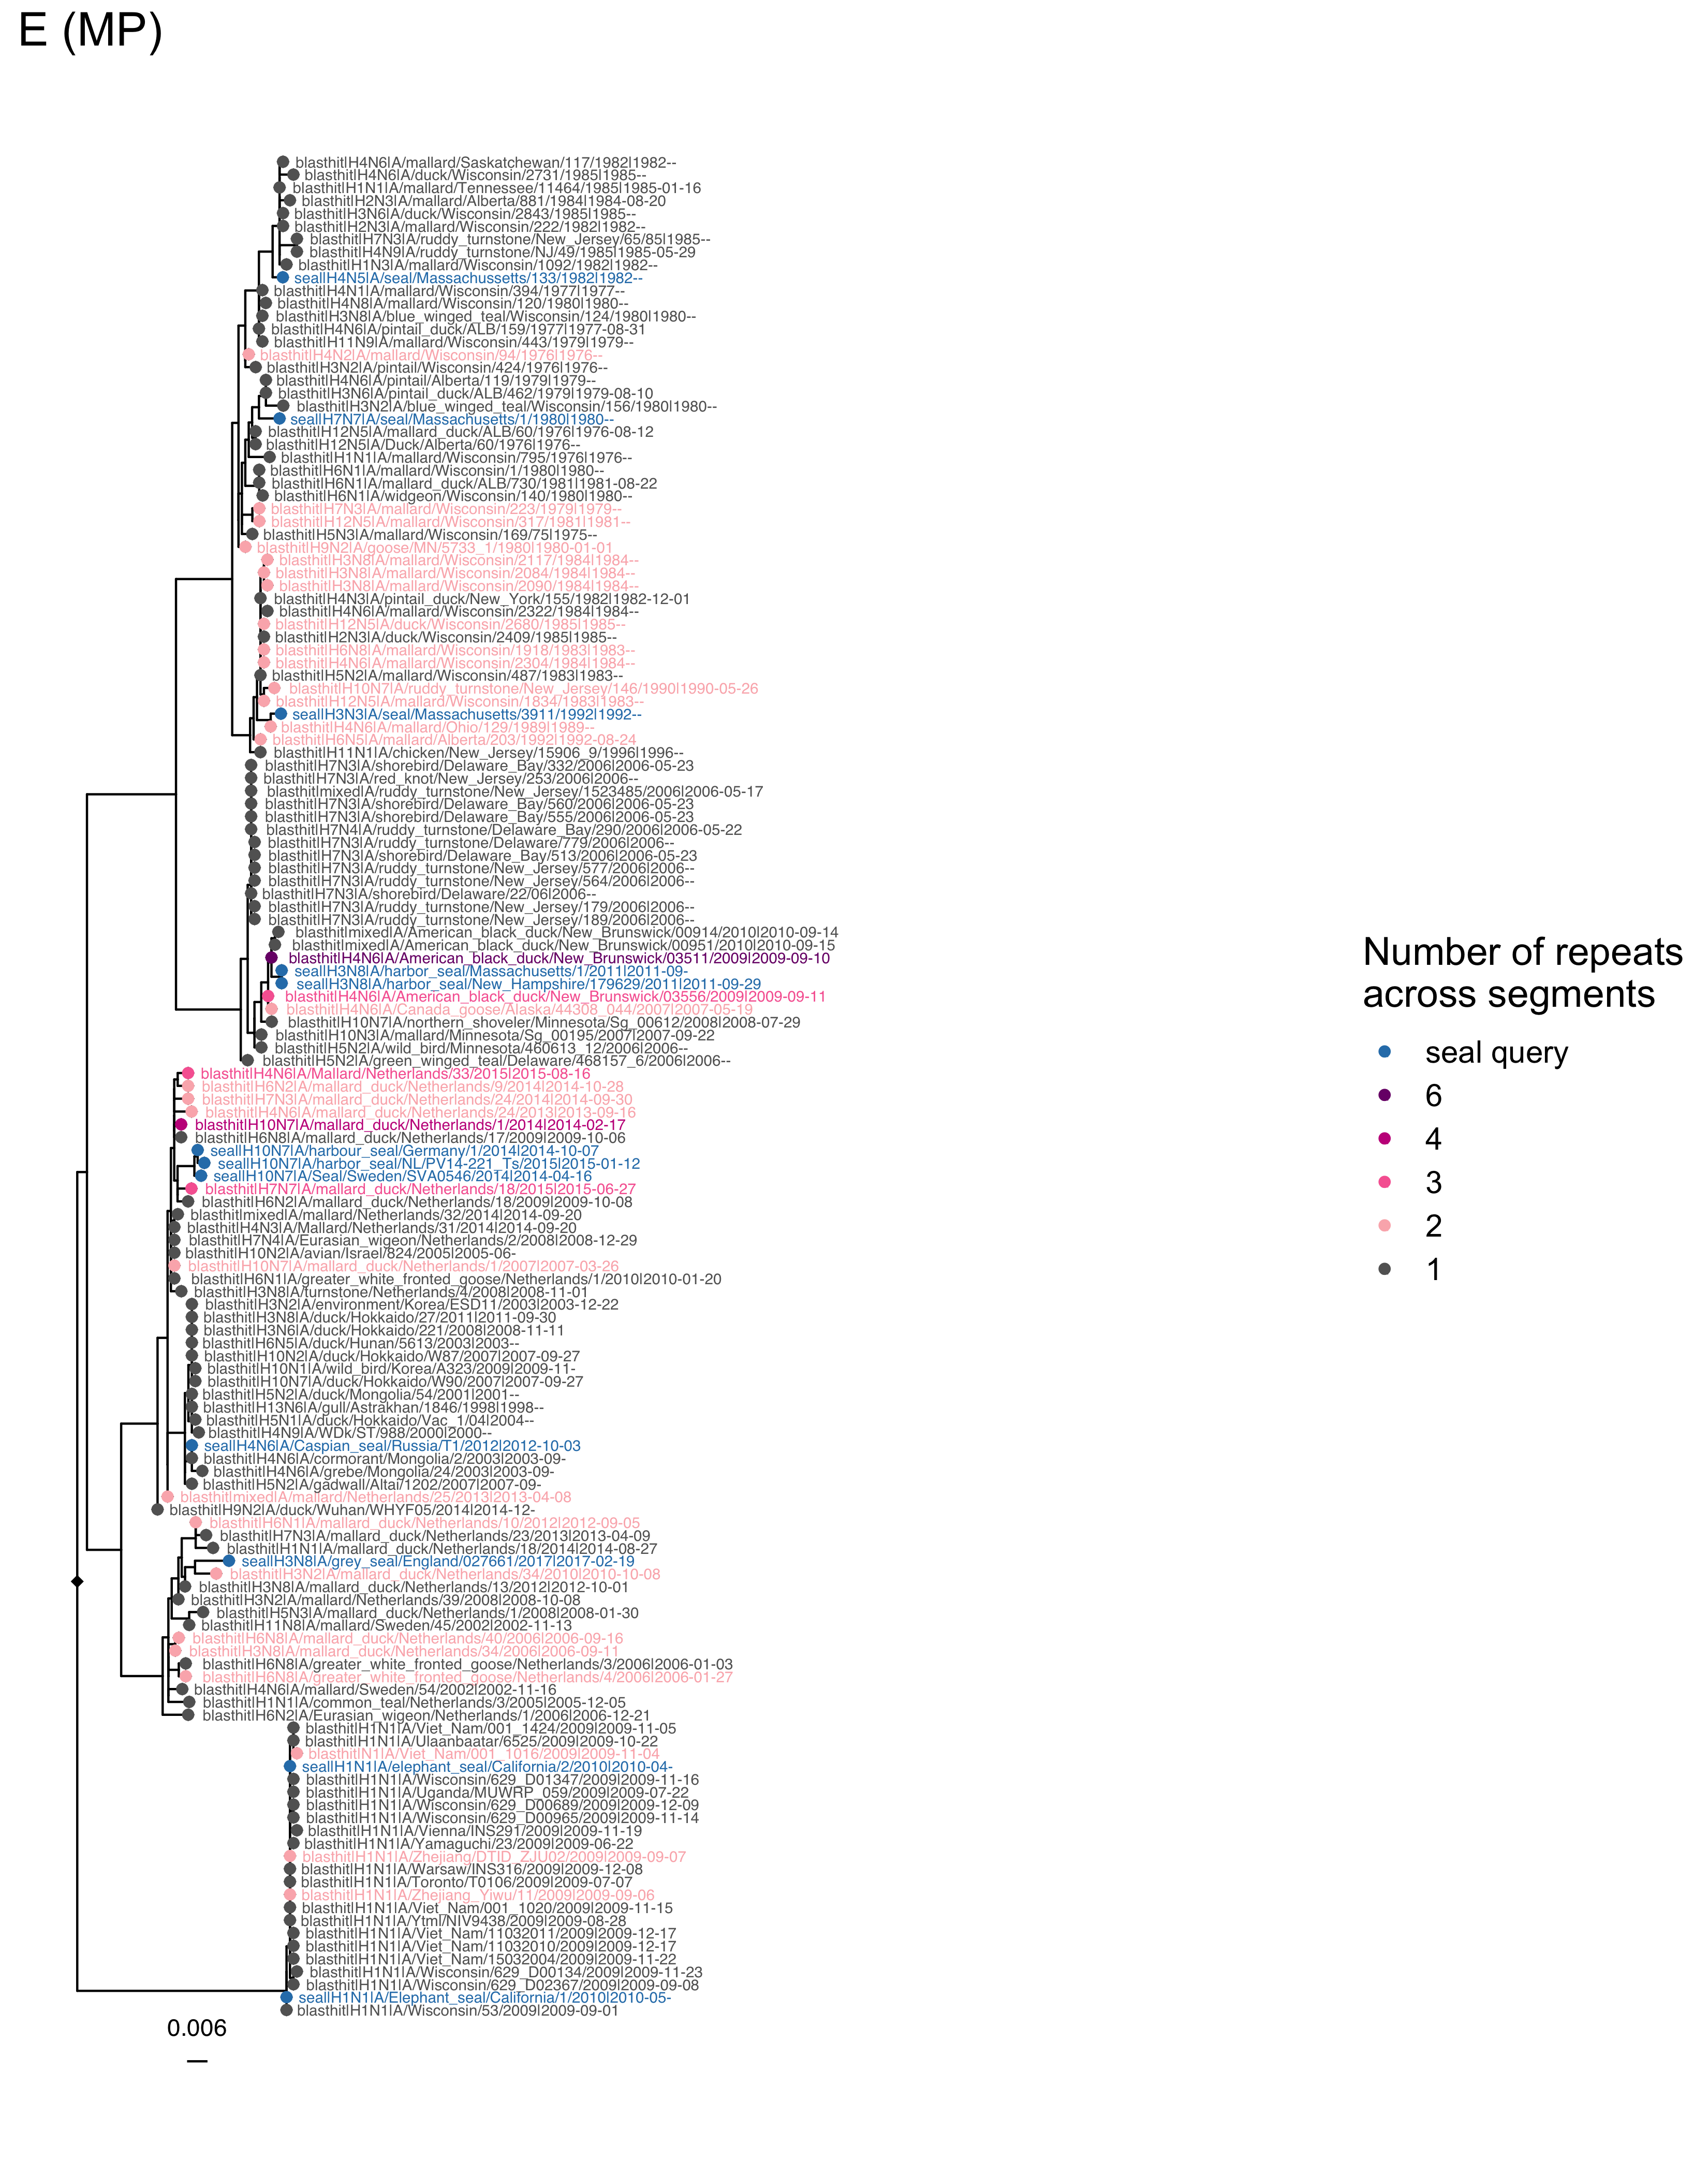 E (MP)
blasthit|H4N6|A/mallard/Saskatchewan/117/1982|1982--
blasthit|H4N6|A/duck/Wisconsin/2731/1985|1985--
blasthit|H1N1|A/mallard/Tennessee/11464/1985|1985-01-16
blasthit|H2N3|A/mallard/Alberta/881/1984|1984-08-20
blasthit|H3N6|A/duck/Wisconsin/2843/1985|1985--
blasthit|H2N3|A/mallard/Wisconsin/222/1982|1982--
blasthit|H7N3|A/ruddy_turnstone/New_Jersey/65/85|1985--
blasthit|H4N9|A/ruddy_turnstone/NJ/49/1985|1985-05-29
blasthit|H1N3|A/mallard/Wisconsin/1092/1982|1982--
seal|H4N5|A/seal/Massachussetts/133/1982|1982--
blasthit|H4N1|A/mallard/Wisconsin/394/1977|1977--
blasthit|H4N8|A/mallard/Wisconsin/120/1980|1980--
blasthit|H3N8|A/blue_winged_teal/Wisconsin/124/1980|1980--
blasthit|H4N6|A/pintail_duck/ALB/159/1977|1977-08-31
blasthit|H11N9|A/mallard/Wisconsin/443/1979|1979--
blasthit|H4N2|A/mallard/Wisconsin/94/1976|1976--
blasthit|H3N2|A/pintail/Wisconsin/424/1976|1976--
blasthit|H4N6|A/pintail/Alberta/119/1979|1979--
blasthit|H3N6|A/pintail_duck/ALB/462/1979|1979-08-10
blasthit|H3N2|A/blue_winged_teal/Wisconsin/156/1980|1980--
seal|H7N7|A/seal/Massachusetts/1/1980|1980--
blasthit|H12N5|A/mallard_duck/ALB/60/1976|1976-08-12
blasthit|H12N5|A/Duck/Alberta/60/1976|1976--
blasthit|H1N1|A/mallard/Wisconsin/795/1976|1976--
blasthit|H6N1|A/mallard/Wisconsin/1/1980|1980--
blasthit|H6N1|A/mallard_duck/ALB/730/1981|1981-08-22
blasthit|H6N1|A/widgeon/Wisconsin/140/1980|1980--
blasthit|H7N3|A/mallard/Wisconsin/223/1979|1979--
blasthit|H12N5|A/mallard/Wisconsin/317/1981|1981--
blasthit|H5N3|A/mallard/Wisconsin/169/75|1975--
blasthit|H9N2|A/goose/MN/5733_1/1980|1980-01-01
blasthit|H3N8|A/mallard/Wisconsin/2117/1984|1984--
blasthit|H3N8|A/mallard/Wisconsin/2084/1984|1984--
blasthit|H3N8|A/mallard/Wisconsin/2090/1984|1984--
blasthit|H4N3|A/pintail_duck/New_York/155/1982|1982-12-01
blasthit|H4N6|A/mallard/Wisconsin/2322/1984|1984--
blasthit|H12N5|A/duck/Wisconsin/2680/1985|1985--
blasthit|H2N3|A/duck/Wisconsin/2409/1985|1985--
blasthit|H6N8|A/mallard/Wisconsin/1918/1983|1983--
blasthit|H4N6|A/mallard/Wisconsin/2304/1984|1984--
blasthit|H5N2|A/mallard/Wisconsin/487/1983|1983--
blasthit|H10N7|A/ruddy_turnstone/New_Jersey/146/1990|1990-05-26
blasthit|H12N5|A/mallard/Wisconsin/1834/1983|1983--
seal|H3N3|A/seal/Massachusetts/3911/1992|1992--
blasthit|H4N6|A/mallard/Ohio/129/1989|1989--
blasthit|H6N5|A/mallard/Alberta/203/1992|1992-08-24
blasthit|H11N1|A/chicken/New_Jersey/15906_9/1996|1996--
blasthit|H7N3|A/shorebird/Delaware_Bay/332/2006|2006-05-23
blasthit|H7N3|A/red_knot/New_Jersey/253/2006|2006--
blasthit|mixed|A/ruddy_turnstone/New_Jersey/1523485/2006|2006-05-17
blasthit|H7N3|A/shorebird/Delaware_Bay/560/2006|2006-05-23
blasthit|H7N3|A/shorebird/Delaware_Bay/555/2006|2006-05-23
blasthit|H7N4|A/ruddy_turnstone/Delaware_Bay/290/2006|2006-05-22
blasthit|H7N3|A/ruddy_turnstone/Delaware/779/2006|2006--
blasthit|H7N3|A/shorebird/Delaware_Bay/513/2006|2006-05-23
blasthit|H7N3|A/ruddy_turnstone/New_Jersey/577/2006|2006--
blasthit|H7N3|A/ruddy_turnstone/New_Jersey/564/2006|2006--
blasthit|H7N3|A/shorebird/Delaware/22/06|2006--
blasthit|H7N3|A/ruddy_turnstone/New_Jersey/179/2006|2006--
blasthit|H7N3|A/ruddy_turnstone/New_Jersey/189/2006|2006--
blasthit|mixed|A/American_black_duck/New_Brunswick/00914/2010|2010-09-14
blasthit|mixed|A/American_black_duck/New_Brunswick/00951/2010|2010-09-15
blasthit|H4N6|A/American_black_duck/New_Brunswick/03511/2009|2009-09-10
seal|H3N8|A/harbor_seal/Massachusetts/1/2011|2011-09-
seal|H3N8|A/harbor_seal/New_Hampshire/179629/2011|2011-09-29
blasthit|H4N6|A/American_black_duck/New_Brunswick/03556/2009|2009-09-11
blasthit|H4N6|A/Canada_goose/Alaska/44308_044/2007|2007-05-19
blasthit|H10N7|A/northern_shoveler/Minnesota/Sg_00612/2008|2008-07-29
blasthit|H10N3|A/mallard/Minnesota/Sg_00195/2007|2007-09-22
blasthit|H5N2|A/wild_bird/Minnesota/460613_12/2006|2006--
blasthit|H5N2|A/green_winged_teal/Delaware/468157_6/2006|2006--
blasthit|H4N6|A/Mallard/Netherlands/33/2015|2015-08-16
blasthit|H6N2|A/mallard_duck/Netherlands/9/2014|2014-10-28
blasthit|H7N3|A/mallard_duck/Netherlands/24/2014|2014-09-30
blasthit|H4N6|A/mallard_duck/Netherlands/24/2013|2013-09-16
blasthit|H10N7|A/mallard_duck/Netherlands/1/2014|2014-02-17
blasthit|H6N8|A/mallard_duck/Netherlands/17/2009|2009-10-06
seal|H10N7|A/harbour_seal/Germany/1/2014|2014-10-07
seal|H10N7|A/harbor_seal/NL/PV14-221_Ts/2015|2015-01-12
seal|H10N7|A/Seal/Sweden/SVA0546/2014|2014-04-16
blasthit|H7N7|A/mallard_duck/Netherlands/18/2015|2015-06-27
blasthit|H6N2|A/mallard_duck/Netherlands/18/2009|2009-10-08
blasthit|mixed|A/mallard/Netherlands/32/2014|2014-09-20
blasthit|H4N3|A/Mallard/Netherlands/31/2014|2014-09-20
blasthit|H7N4|A/Eurasian_wigeon/Netherlands/2/2008|2008-12-29
blasthit|H10N2|A/avian/Israel/824/2005|2005-06-
blasthit|H10N7|A/mallard_duck/Netherlands/1/2007|2007-03-26
blasthit|H6N1|A/greater_white_fronted_goose/Netherlands/1/2010|2010-01-20
blasthit|H3N8|A/turnstone/Netherlands/4/2008|2008-11-01
blasthit|H3N2|A/environment/Korea/ESD11/2003|2003-12-22
blasthit|H3N8|A/duck/Hokkaido/27/2011|2011-09-30
blasthit|H3N6|A/duck/Hokkaido/221/2008|2008-11-11
blasthit|H6N5|A/duck/Hunan/5613/2003|2003--
blasthit|H10N2|A/duck/Hokkaido/W87/2007|2007-09-27
blasthit|H10N1|A/wild_bird/Korea/A323/2009|2009-11-
blasthit|H10N7|A/duck/Hokkaido/W90/2007|2007-09-27
blasthit|H5N2|A/duck/Mongolia/54/2001|2001--
blasthit|H13N6|A/gull/Astrakhan/1846/1998|1998--
blasthit|H5N1|A/duck/Hokkaido/Vac_1/04|2004--
blasthit|H4N9|A/WDk/ST/988/2000|2000--
seal|H4N6|A/Caspian_seal/Russia/T1/2012|2012-10-03
blasthit|H4N6|A/cormorant/Mongolia/2/2003|2003-09-
blasthit|H4N6|A/grebe/Mongolia/24/2003|2003-09-
blasthit|H5N2|A/gadwall/Altai/1202/2007|2007-09-
blasthit|mixed|A/mallard/Netherlands/25/2013|2013-04-08
blasthit|H9N2|A/duck/Wuhan/WHYF05/2014|2014-12-
blasthit|H6N1|A/mallard_duck/Netherlands/10/2012|2012-09-05
blasthit|H7N3|A/mallard_duck/Netherlands/23/2013|2013-04-09
blasthit|H1N1|A/mallard_duck/Netherlands/18/2014|2014-08-27
seal|H3N8|A/grey_seal/England/027661/2017|2017-02-19
blasthit|H3N2|A/mallard_duck/Netherlands/34/2010|2010-10-08
blasthit|H3N8|A/mallard_duck/Netherlands/13/2012|2012-10-01
blasthit|H3N2|A/mallard/Netherlands/39/2008|2008-10-08
blasthit|H5N3|A/mallard_duck/Netherlands/1/2008|2008-01-30
blasthit|H11N8|A/mallard/Sweden/45/2002|2002-11-13
blasthit|H6N8|A/mallard_duck/Netherlands/40/2006|2006-09-16
blasthit|H3N8|A/mallard_duck/Netherlands/34/2006|2006-09-11
blasthit|H6N8|A/greater_white_fronted_goose/Netherlands/3/2006|2006-01-03
blasthit|H6N8|A/greater_white_fronted_goose/Netherlands/4/2006|2006-01-27
blasthit|H4N6|A/mallard/Sweden/54/2002|2002-11-16
blasthit|H1N1|A/common_teal/Netherlands/3/2005|2005-12-05
blasthit|H6N2|A/Eurasian_wigeon/Netherlands/1/2006|2006-12-21
blasthit|H1N1|A/Viet_Nam/001_1424/2009|2009-11-05
blasthit|H1N1|A/Ulaanbaatar/6525/2009|2009-10-22
blasthit|N1|A/Viet_Nam/001_1016/2009|2009-11-04
seal|H1N1|A/elephant_seal/California/2/2010|2010-04-
blasthit|H1N1|A/Wisconsin/629_D01347/2009|2009-11-16
blasthit|H1N1|A/Uganda/MUWRP_059/2009|2009-07-22
blasthit|H1N1|A/Wisconsin/629_D00689/2009|2009-12-09
blasthit|H1N1|A/Wisconsin/629_D00965/2009|2009-11-14
blasthit|H1N1|A/Vienna/INS291/2009|2009-11-19
blasthit|H1N1|A/Yamaguchi/23/2009|2009-06-22
blasthit|H1N1|A/Zhejiang/DTID_ZJU02/2009|2009-09-07
blasthit|H1N1|A/Warsaw/INS316/2009|2009-12-08
blasthit|H1N1|A/Toronto/T0106/2009|2009-07-07
blasthit|H1N1|A/Zhejiang_Yiwu/11/2009|2009-09-06
blasthit|H1N1|A/Viet_Nam/001_1020/2009|2009-11-15
blasthit|H1N1|A/Ytml/NIV9438/2009|2009-08-28
blasthit|H1N1|A/Viet_Nam/11032011/2009|2009-12-17
blasthit|H1N1|A/Viet_Nam/11032010/2009|2009-12-17
blasthit|H1N1|A/Viet_Nam/15032004/2009|2009-11-22
blasthit|H1N1|A/Wisconsin/629_D00134/2009|2009-11-23
blasthit|H1N1|A/Wisconsin/629_D02367/2009|2009-09-08
seal|H1N1|A/Elephant_seal/California/1/2010|2010-05-
blasthit|H1N1|A/Wisconsin/53/2009|2009-09-01
0.006
Number of repeats
across segments
seal query
6
4
3
2
1